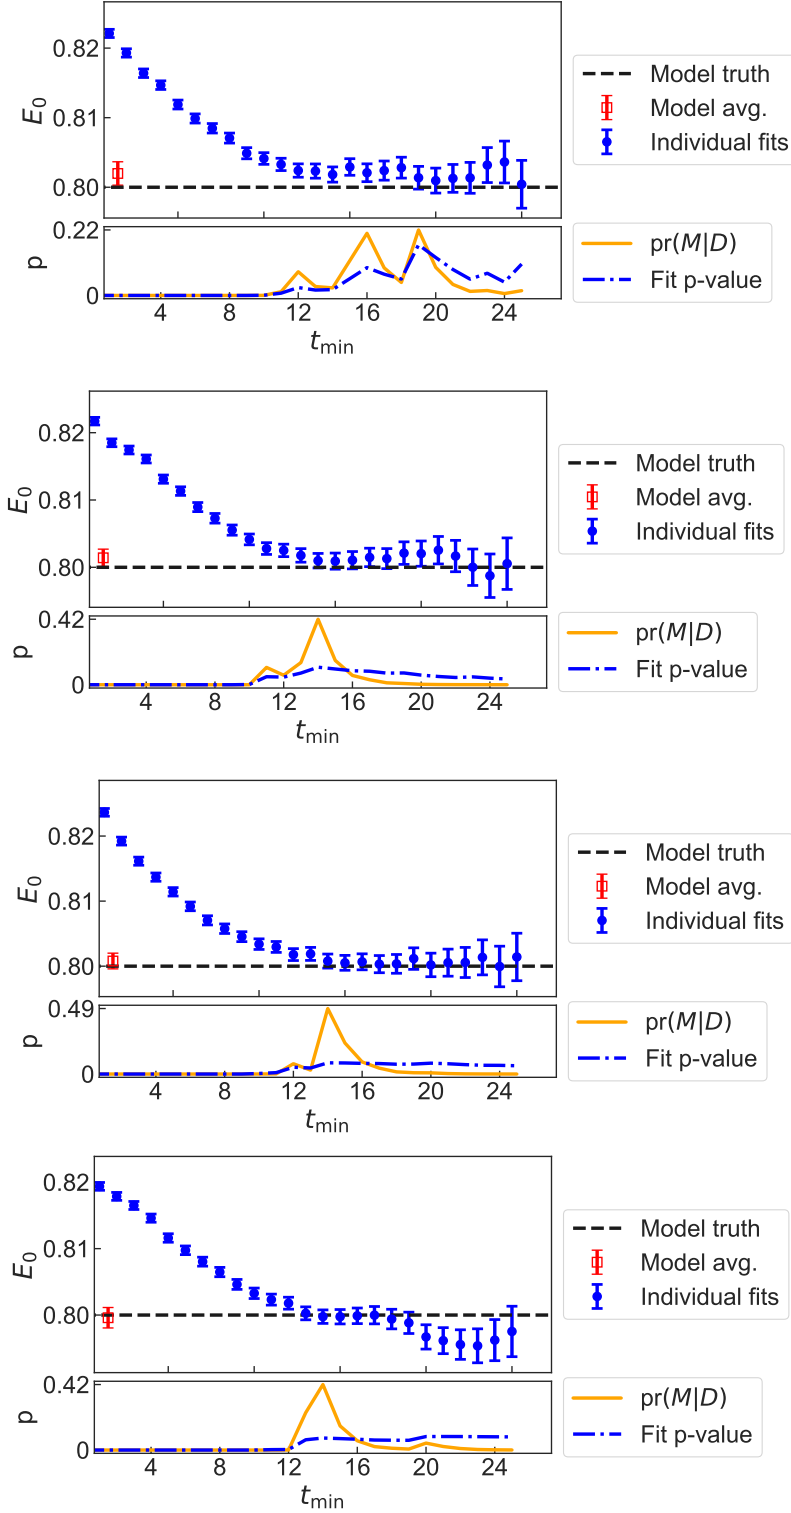 0.82
0.81
0.80
E₀
Model truth
Model avg.
Individual fits
0.22
0
p
pr(M|D)
Fit p-value
4 8 12 16 20 24
t_min
0.82
0.81
0.80
E₀
Model truth
Model avg.
Individual fits
0.42
0
p
pr(M|D)
Fit p-value
4 8 12 16 20 24
t_min
0.82
0.81
0.80
E₀
Model truth
Model avg.
Individual fits
0.49
0
p
pr(M|D)
Fit p-value
4 8 12 16 20 24
t_min
0.82
0.81
0.80
E₀
Model truth
Model avg.
Individual fits
0.42
0
p
pr(M|D)
Fit p-value
4 8 12 16 20 24
t_min